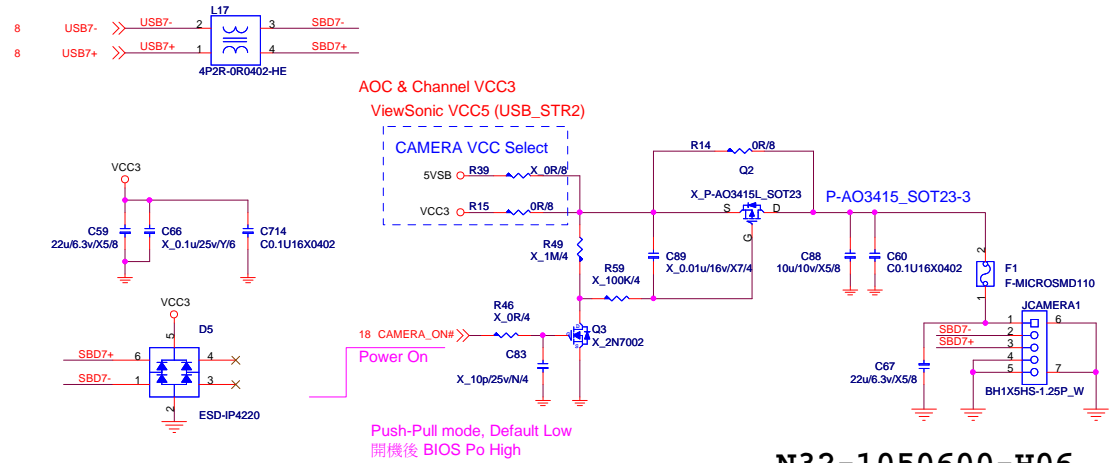 L17
8 USB7- USB7- 2 3 SBD7-
8 USB7+ USB7+ 1 4 SBD7+
4P2R-0R0402-HE
AOC & Channel VCC3
ViewSonic VCC5 (USB_STR2)
CAMERA VCC Select
5VSB R39 X_0R/8
VCC3 R15 0R/8
R14 0R/8
Q2
X_P-AO3415L_SOT23
S D
G
P-AO3415_SOT23-3
VCC3
C59
22u/6.3v/X5/8
C66
X_0.1u/25v/Y/6
C714
C0.1U16X0402
R49
X_1M/4
R59
X_100K/4
C89
X_0.01u/16v/X7/4
C88
10u/10v/X5/8
C60
C0.1U16X0402
2
F1
F-MICROSMD110
1
VCC3
D5
5
SBD7+ 6 4
SBD7- 1 3
2
ESD-IP4220
18 CAMERA_ON#
R46
X_0R/4
Q3
X_2N7002
C83
X_10p/25v/N/4
Power On
JCAMERA1
1 6
SBD7- 2
SBD7+ 3
4
5 7
BH1X5HS-1.25P_W
C67
22u/6.3v/X5/8
Push-Pull mode, Default Low
開機後 BIOS Po High
N32-1050600-H06